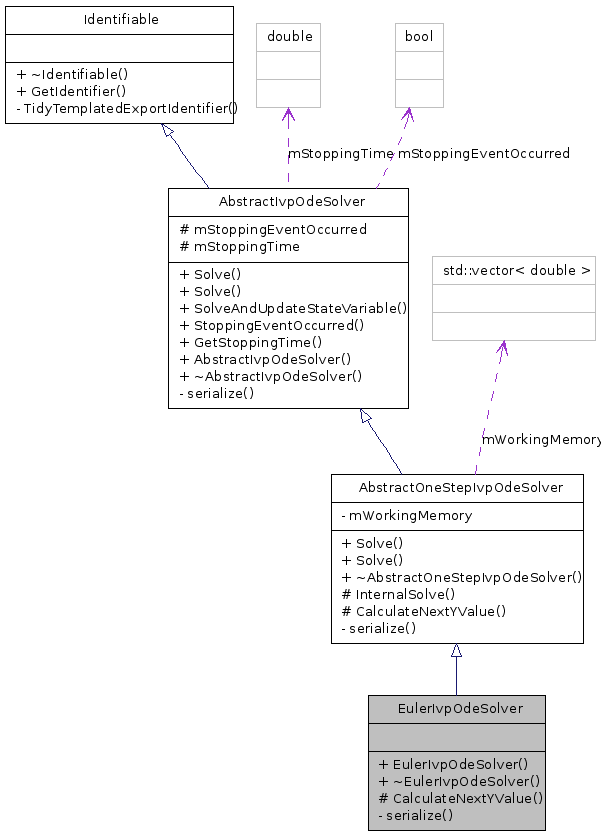 Identifiable
+ ~Identifiable()
+ GetIdentifier()
- TidyTemplatedExportIdentifier()
double
bool
mStoppingTime
mStoppingEventOccurred
AbstractIvpOdeSolver
# mStoppingEventOccurred
# mStoppingTime
+ Solve()
+ Solve()
+ SolveAndUpdateStateVariable()
+ StoppingEventOccurred()
+ GetStoppingTime()
+ AbstractIvpOdeSolver()
+ ~AbstractIvpOdeSolver()
- serialize()
std::vector< double >
mWorkingMemory
AbstractOneStepIvpOdeSolver
- mWorkingMemory
+ Solve()
+ Solve()
+ ~AbstractOneStepIvpOdeSolver()
# InternalSolve()
# CalculateNextYValue()
- serialize()
EulerIvpOdeSolver
+ EulerIvpOdeSolver()
+ ~EulerIvpOdeSolver()
# CalculateNextYValue()
- serialize()